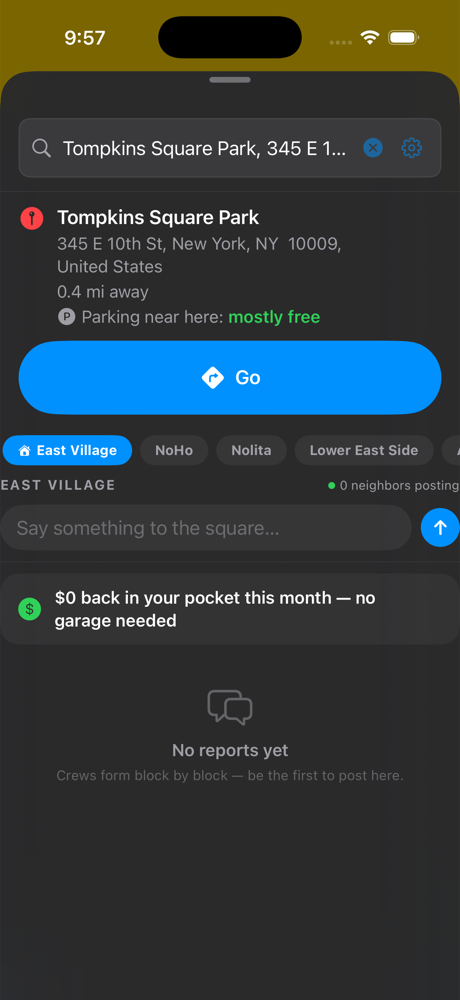 9:57
Tompkins Square Park, 345 E 1...
Tompkins Square Park
345 E 10th St, New York, NY  10009,
United States
0.4 mi away
P Parking near here: mostly free
Go
East Village NoHo Nolita Lower East Side
EAST VILLAGE 0 neighbors posting
Say something to the square...
$ $0 back in your pocket this month — no
garage needed
No reports yet
Crews form block by block — be the first to post here.